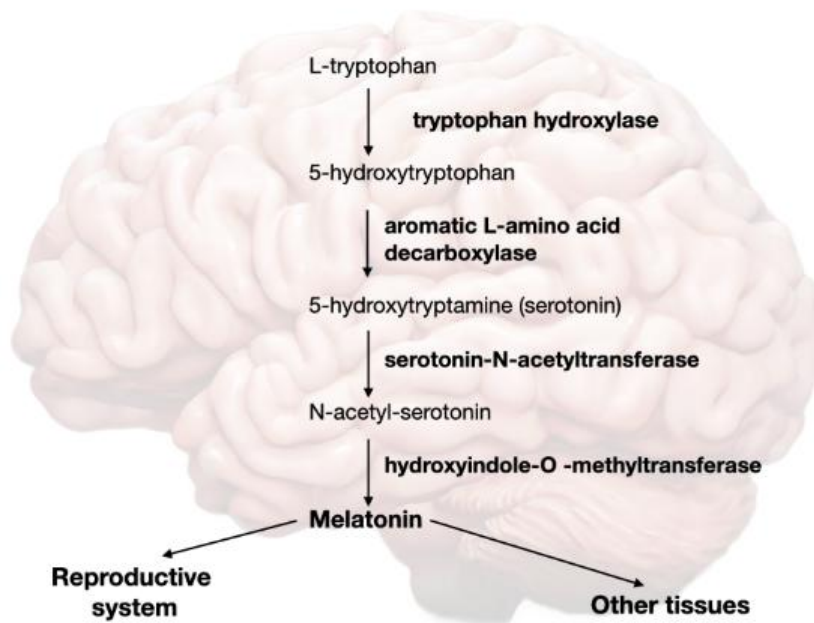 L-tryptophan
tryptophan hydroxylase
5-hydroxytryptophan
aromatic L-amino acid
decarboxylase
5-hydroxytryptamine (serotonin)
serotonin-N-acetyltransferase
N-acetyl-serotonin
hydroxyindole-O -methyltransferase
Melatonin
Reproductive
system
Other tissues